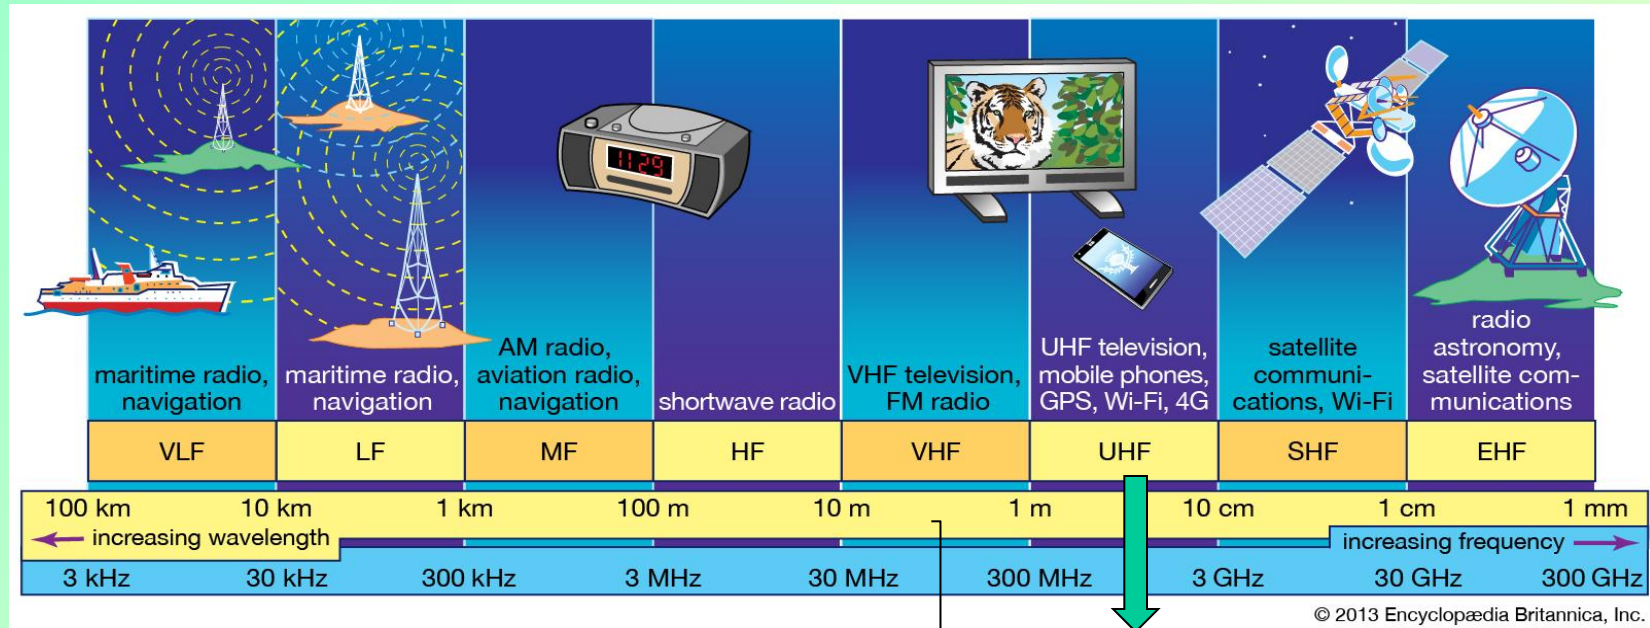 11:29
maritime radio,
navigation
maritime radio,
navigation
AM radio,
aviation radio,
navigation
shortwave radio
VHF television,
FM radio
UHF television,
mobile phones,
GPS, Wi-Fi, 4G
satellite
communi-
cations, Wi-Fi
radio
astronomy,
satellite com-
munications
VLF LF MF HF VHF UHF SHF EHF
100 km 10 km 1 km 100 m 10 m 1 m 10 cm 1 cm 1 mm
increasing wavelength increasing frequency
3 kHz 30 kHz 300 kHz 3 MHz 30 MHz 300 MHz 3 GHz 30 GHz 300 GHz
© 2013 Encyclopædia Britannica, Inc.